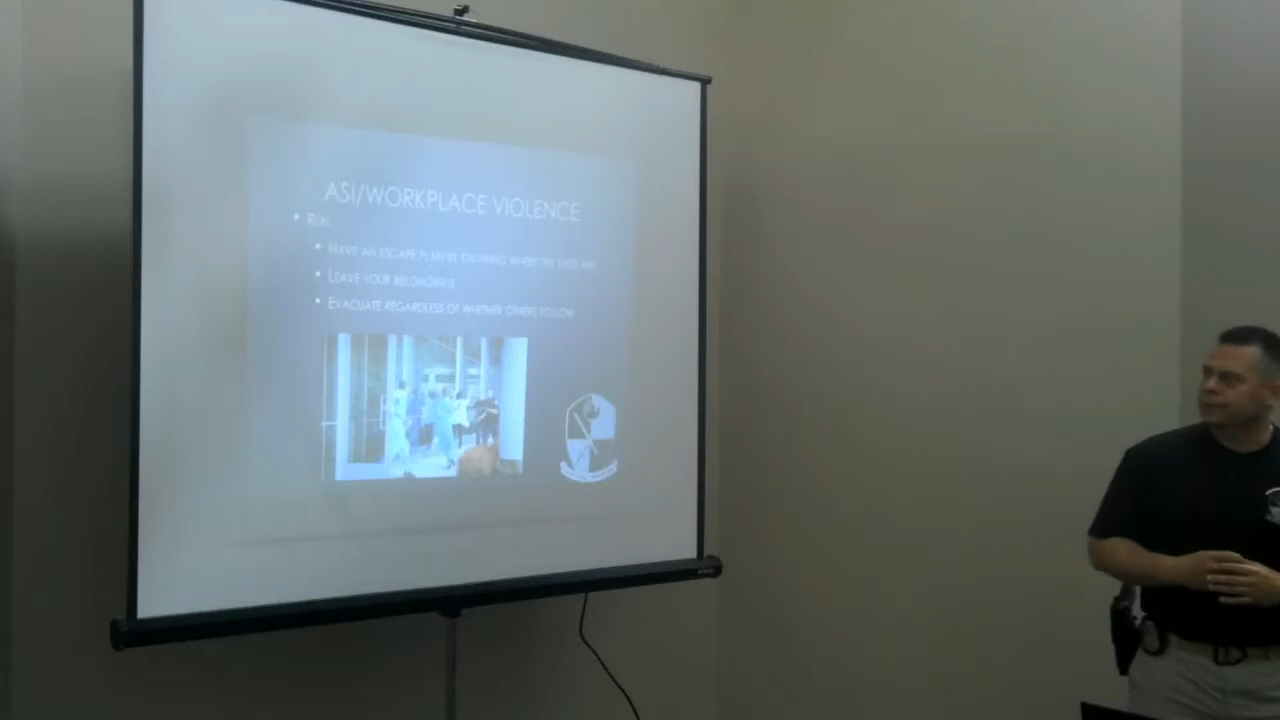 ASI/WORKPLACE VIOLENCE
• RUN
• HAVE AN ESCAPE PLAN BY KNOWING WHERE THE EXITS ARE
• LEAVE YOUR BELONGINGS
• EVACUATE REGARDLESS OF WHETHER OTHERS FOLLOW